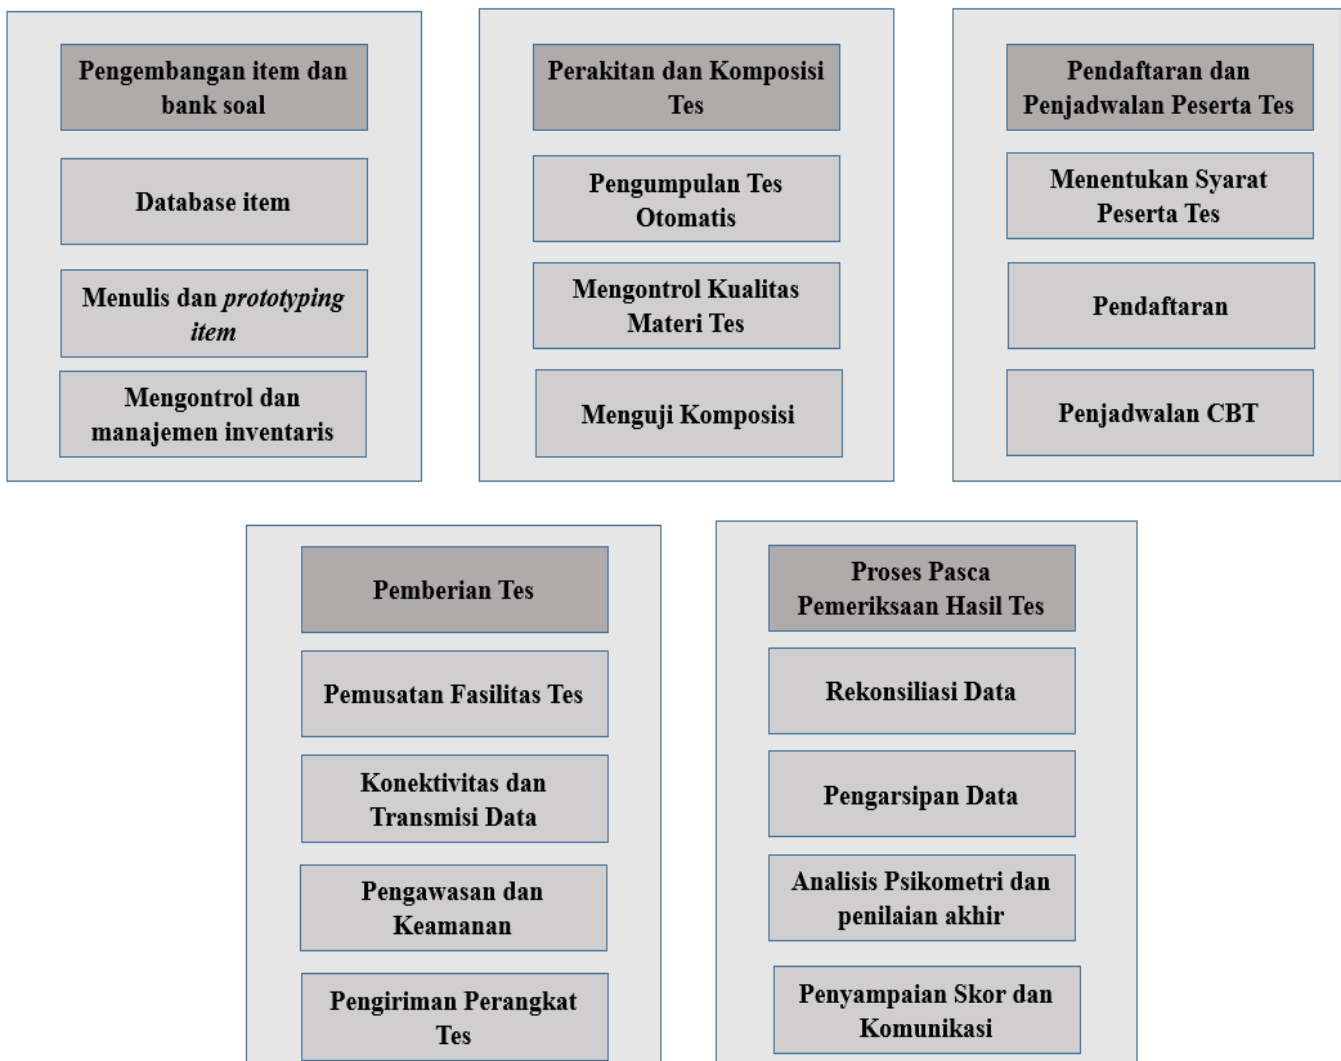 Pengembangan item dan
bank soal
Database item
Menulis dan prototyping
item
Mengontrol dan
manajemen inventaris
Perakitan dan Komposisi
Tes
Pengumpulan Tes
Otomatis
Mengontrol Kualitas
Materi Tes
Menguji Komposisi
Pendaftaran dan
Penjadwalan Peserta Tes
Menentukan Syarat
Peserta Tes
Pendaftaran
Penjadwalan CBT
Pemberian Tes
Pemusatan Fasilitas Tes
Konektivitas dan
Transmisi Data
Pengawasan dan
Keamanan
Pengiriman Perangkat
Tes
Proses Pasca
Pemeriksaan Hasil Tes
Rekonsiliasi Data
Pengarsipan Data
Analisis Psikometri dan
penilaian akhir
Penyampaian Skor dan
Komunikasi